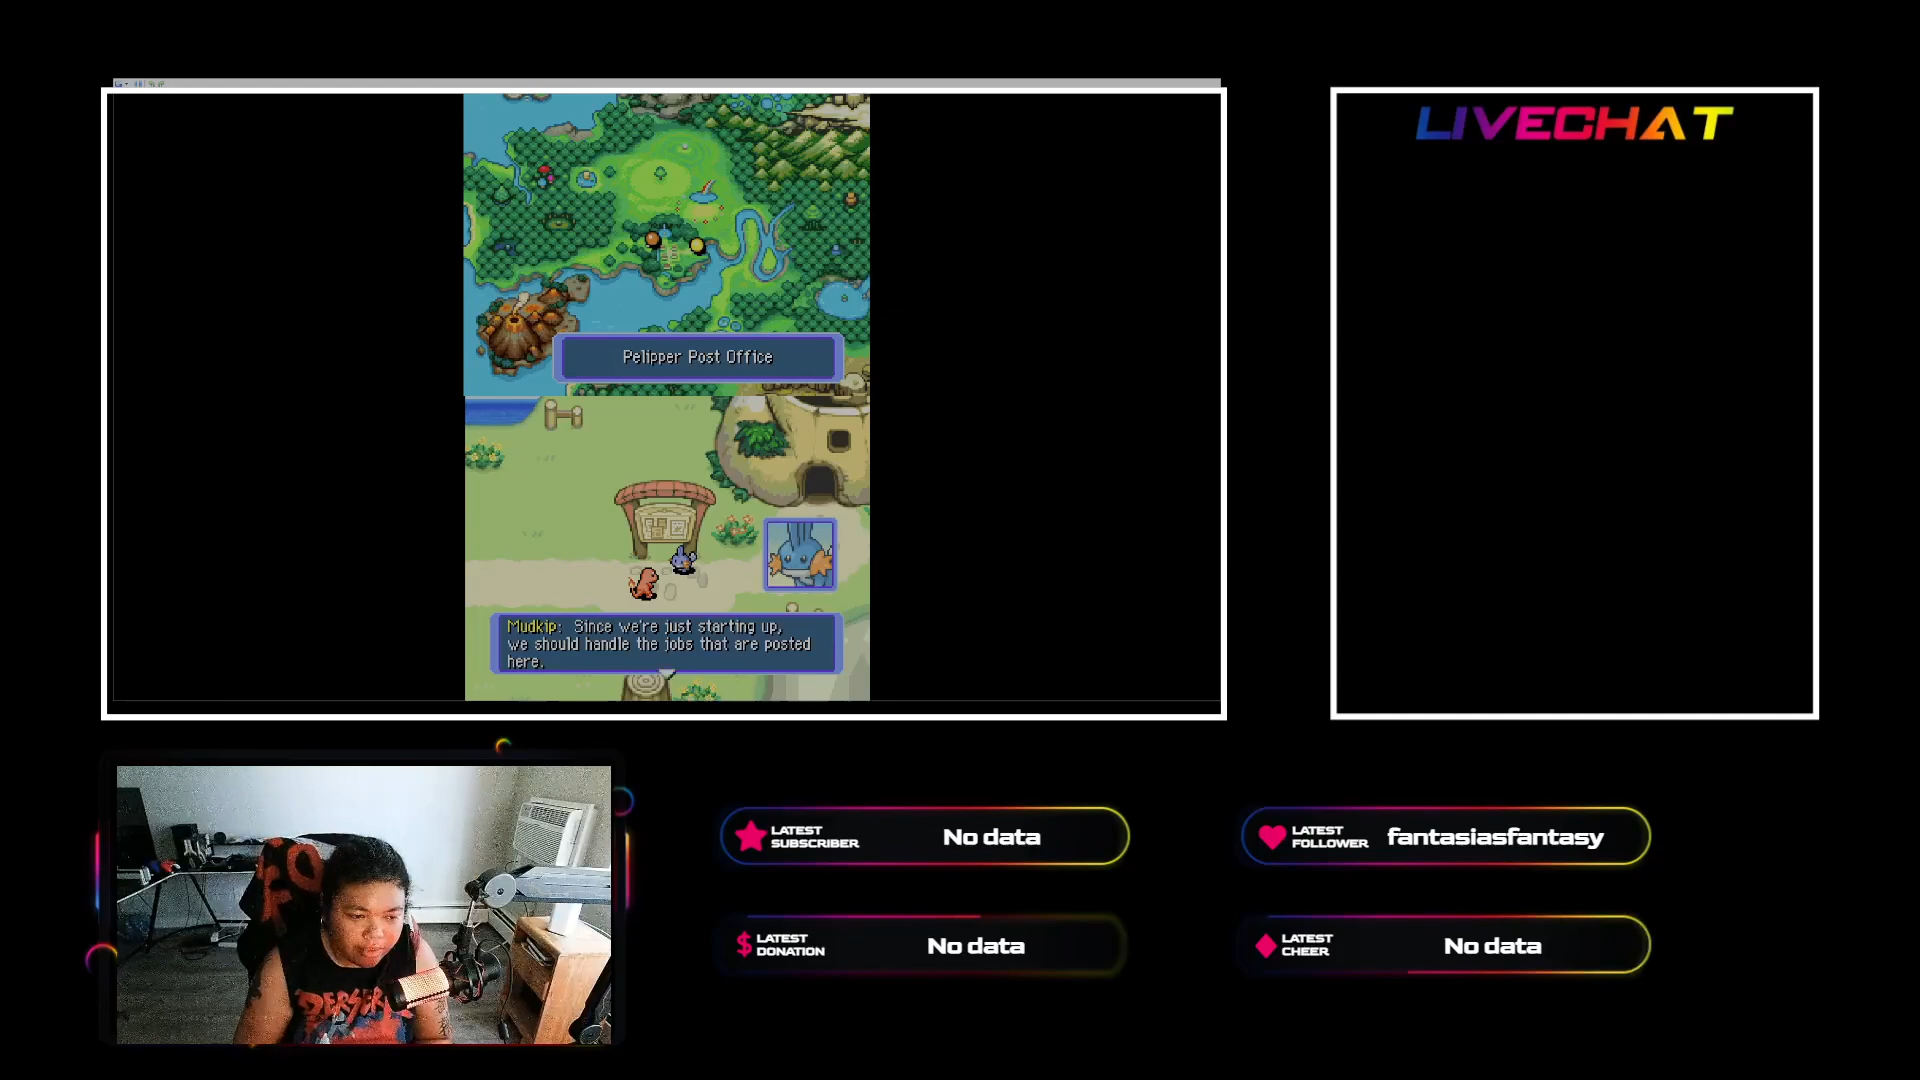 LIVECHAT
Pelipper Post Office
Mudkip: Since we're just starting up,
we should handle the jobs that are posted
here.
LATEST
SUBSCRIBER
No data
LATEST
FOLLOWER
fantasiasfantasy
LATEST
DONATION
No data
LATEST
CHEER
No data